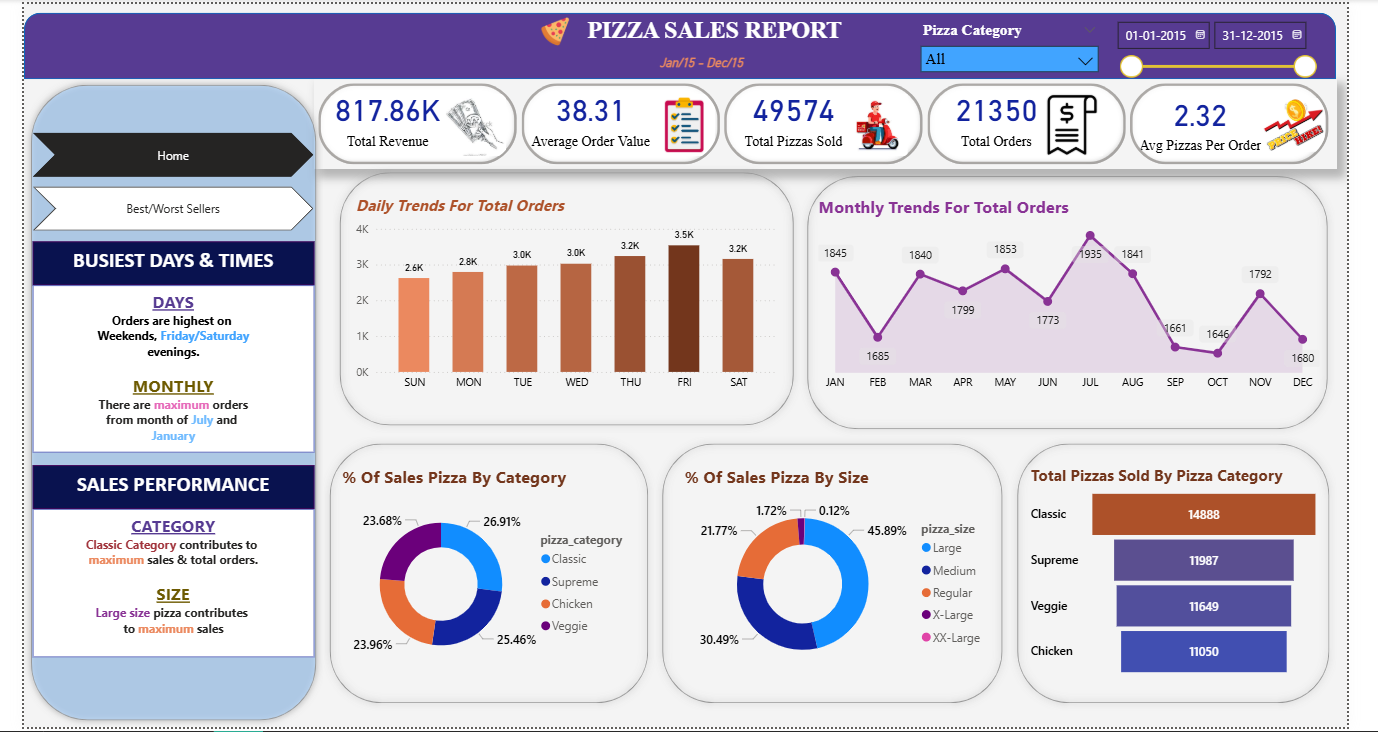 PIZZA SALES REPORT
Jan/15 – Dec/15
Pizza Category
All
01-01-2015
31-12-2015
817.86K
Total Revenue
38.31
Average Order Value
49574
Total Pizzas Sold
21350
Total Orders
2.32
Avg Pizzas Per Order
Home
Best/Worst Sellers
BUSIEST DAYS & TIMES
DAYS
Orders are highest on
Weekends, Friday/Saturday
evenings.
MONTHLY
There are maximum orders
from month of July and
January
SALES PERFORMANCE
CATEGORY
Classic Category contributes to
maximum sales & total orders.
SIZE
Large size pizza contributes
to maximum sales
Daily Trends For Total Orders
4K
3K
2K
1K
0K
2.6K
2.8K
3.0K
3.0K
3.2K
3.5K
3.2K
SUN
MON
TUE
WED
THU
FRI
SAT
Monthly Trends For Total Orders
1845
1685
1840
1799
1853
1773
1935
1841
1661
1646
1792
1680
JAN
FEB
MAR
APR
MAY
JUN
JUL
AUG
SEP
OCT
NOV
DEC
% Of Sales Pizza By Category
23.68%
26.91%
23.96%
25.46%
pizza_category
Classic
Supreme
Chicken
Veggie
% Of Sales Pizza By Size
1.72%
0.12%
21.77%
45.89%
30.49%
pizza_size
Large
Medium
Regular
X-Large
XX-Large
Total Pizzas Sold By Pizza Category
Classic
14888
Supreme
11987
Veggie
11649
Chicken
11050